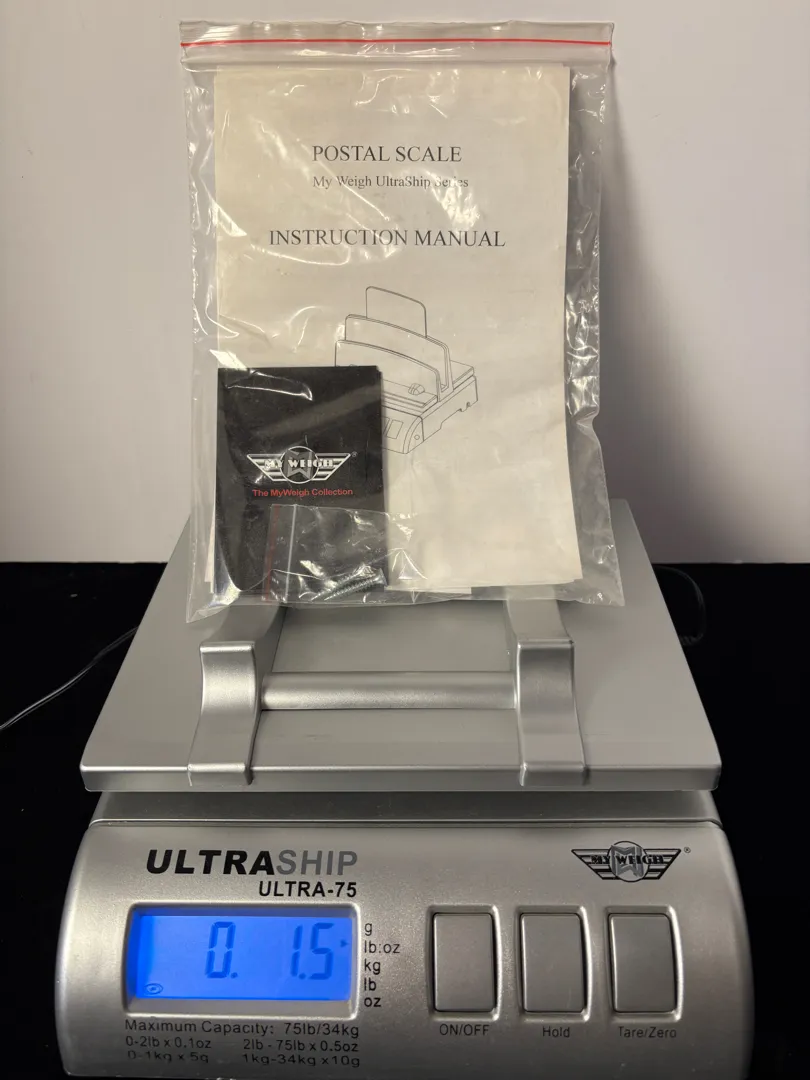 POSTAL SCALE
My Weigh UltraShip Series
INSTRUCTION MANUAL
MY WEIGH ®
The MyWeigh Collection
ULTRASHIP
ULTRA-75
MY WEIGH ®
0. 1.5
g
lb:oz
kg
lb
oz
ON/OFF
Hold
Tare/Zero
Maximum Capacity: 75lb/34kg
0-2lb x 0.1oz 2lb - 75lb x 0.5oz
0-1kg x 5g 1kg-34kg x10g